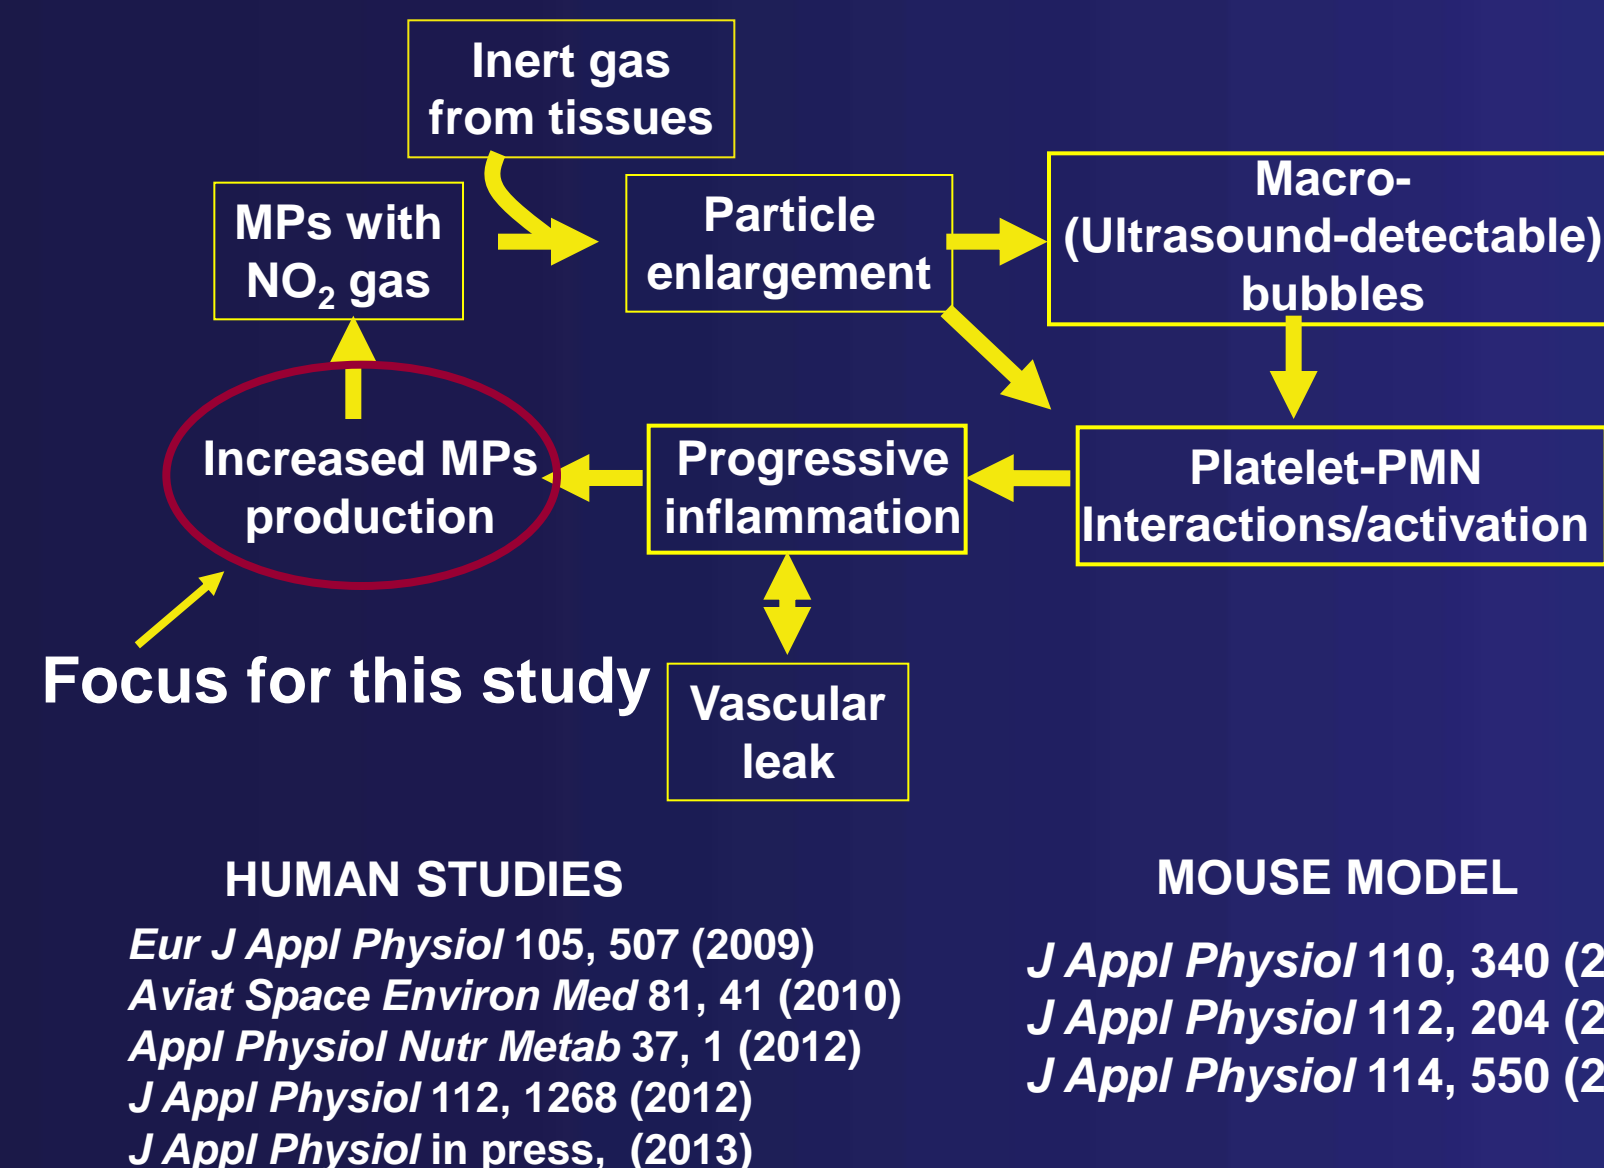 Inert gas
from tissues
MPs with
NO₂ gas
Particle
enlargement
Macro-
(Ultrasound-detectable)
bubbles
Increased MPs
production
Progressive
inflammation
Platelet-PMN
Interactions/activation
Focus for this study
Vascular
leak
HUMAN STUDIES
Eur J Appl Physiol 105, 507 (2009)
Aviat Space Environ Med 81, 41 (2010)
Appl Physiol Nutr Metab 37, 1 (2012)
J Appl Physiol 112, 1268 (2012)
J Appl Physiol in press, (2013)
MOUSE MODEL
J Appl Physiol 110, 340 (2
J Appl Physiol 112, 204 (2
J Appl Physiol 114, 550 (2